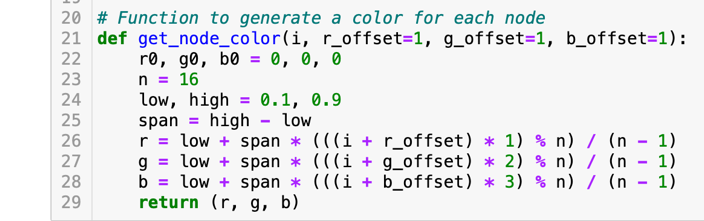 20 # Function to generate a color for each node
21 def get_node_color(i, r_offset=1, g_offset=1, b_offset=1):
22     r0, g0, b0 = 0, 0, 0
23     n = 16
24     low, high = 0.1, 0.9
25     span = high - low
26     r = low + span * (((i + r_offset) * 1) % n) / (n - 1)
27     g = low + span * (((i + g_offset) * 2) % n) / (n - 1)
28     b = low + span * (((i + b_offset) * 3) % n) / (n - 1)
29     return (r, g, b)